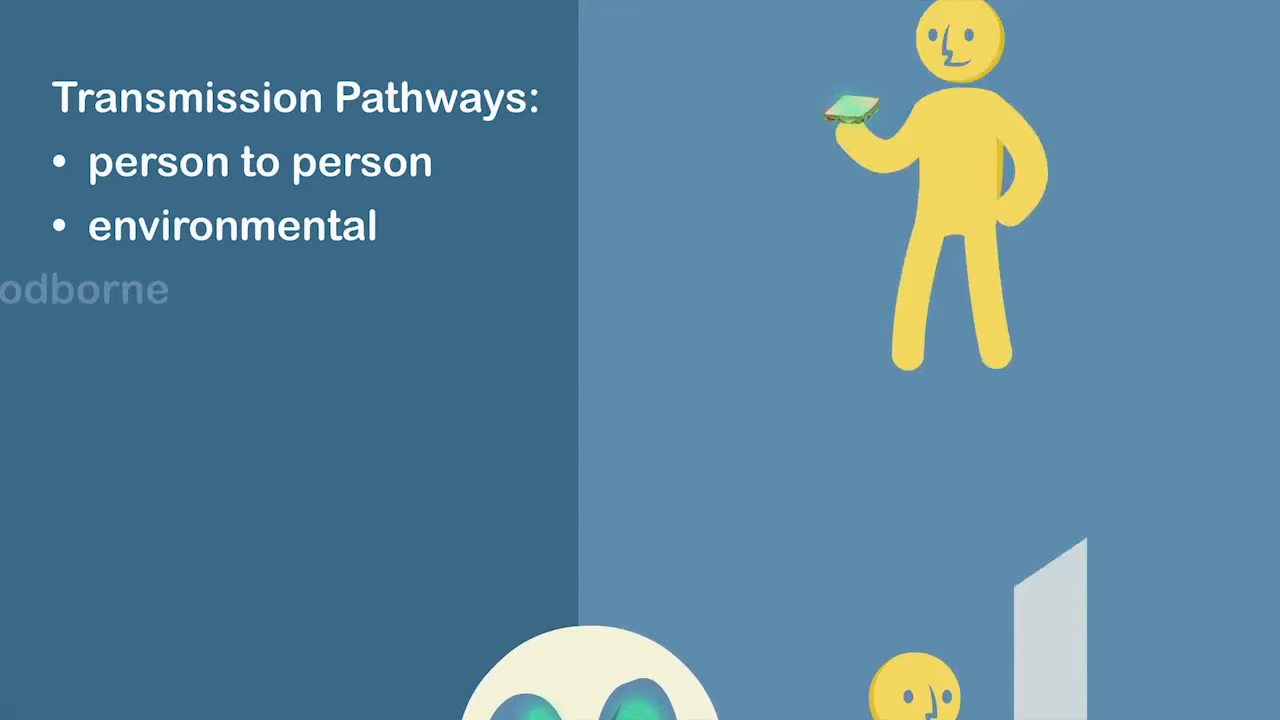 Transmission Pathways:
• person to person
• environmental
odborne